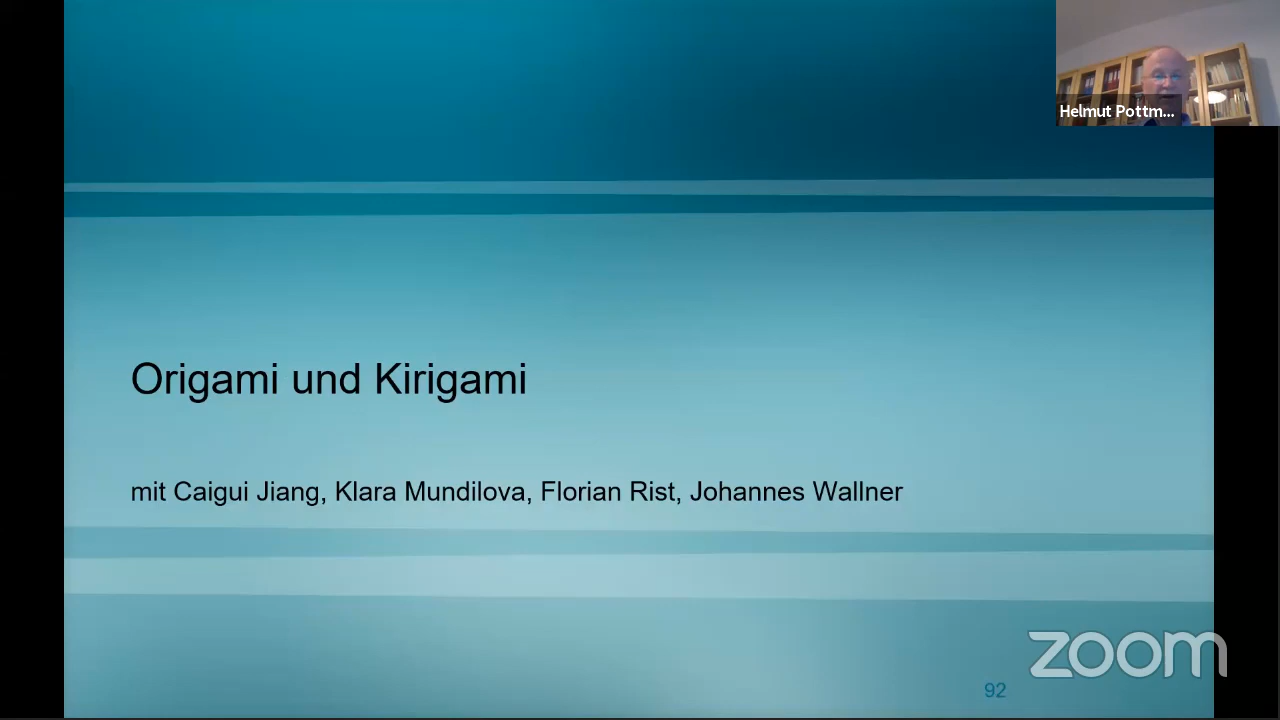 Helmut Pottm...
Origami und Kirigami
mit Caigui Jiang, Klara Mundilova, Florian Rist, Johannes Wallner
zoom
92